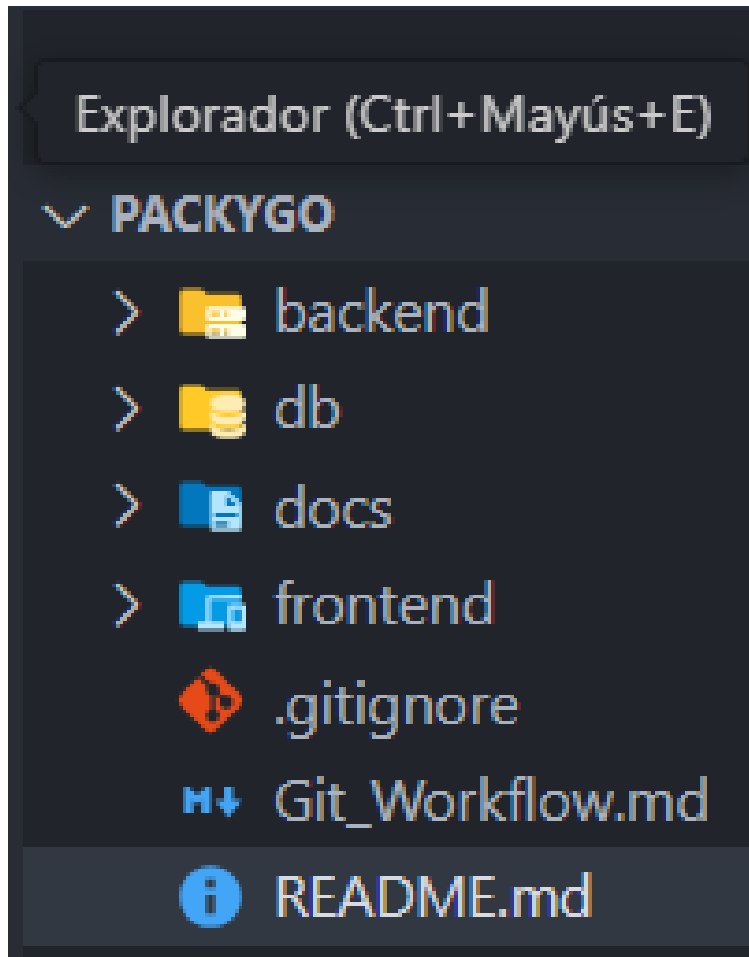 Explorador (Ctrl+Mayús+E)
PACKYGO
backend
db
docs
frontend
.gitignore
Git_Workflow.md
README.md